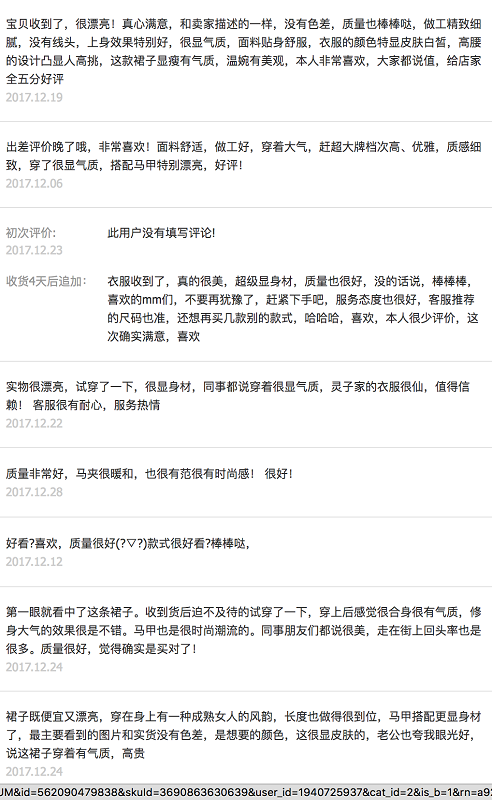 宝贝收到了，很漂亮！真心满意，和卖家描述的一样，没有色差，质量也棒棒哒，做工精致细
腻，没有线头，上身效果特别好，很显气质，面料贴身舒服，衣服的颜色特显皮肤白皙，高腰
的设计凸显人高挑，这款裙子显瘦有气质，温婉有美观，本人非常喜欢，大家都说值，给店家
全五分好评
2017.12.19
出差评价晚了哦，非常喜欢！面料舒适，做工好，穿着大气，赶超大牌档次高、优雅，质感细
致，穿了很显气质，搭配马甲特别漂亮，好评！
2017.12.06
初次评价: 此用户没有填写评论!
2017.12.23
收货4天后追加: 衣服收到了，真的很美，超级显身材，质量也很好，没的话说，棒棒棒，
喜欢的mm们，不要再犹豫了，赶紧下手吧，服务态度也很好，客服推荐
的尺码也准，还想再买几款别的款式，哈哈哈，喜欢，本人很少评价，这
次确实满意，喜欢
实物很漂亮，试穿了一下，很显身材，同事都说穿着很显气质，灵子家的衣服很仙，值得信
赖！ 客服很有耐心，服务热情
2017.12.22
质量非常好，马夹很暖和，也很有范很有时尚感！ 很好！
2017.12.28
好看?喜欢，质量很好(?▽?)款式很好看?棒棒哒，
2017.12.12
第一眼就看中了这条裙子。收到货后迫不及待的试穿了一下，穿上后感觉很合身很有气质，修
身大气的效果很是不错。马甲也是很时尚潮流的。同事朋友们都说很美，走在街上回头率也是
很多。质量很好，觉得确实是买对了！
2017.12.24
裙子既便宜又漂亮，穿在身上有一种成熟女人的风韵，长度也做得很到位，马甲搭配更显身材
了，最主要看到的图片和实货没有色差，是想要的颜色，这很显皮肤的，老公也夸我眼光好，
说这裙子穿着有气质，高贵
2017.12.24
JM&id=562090479838&skuId=3690863630639&user_id=1940725937&cat_id=2&is_b=1&rn=a9